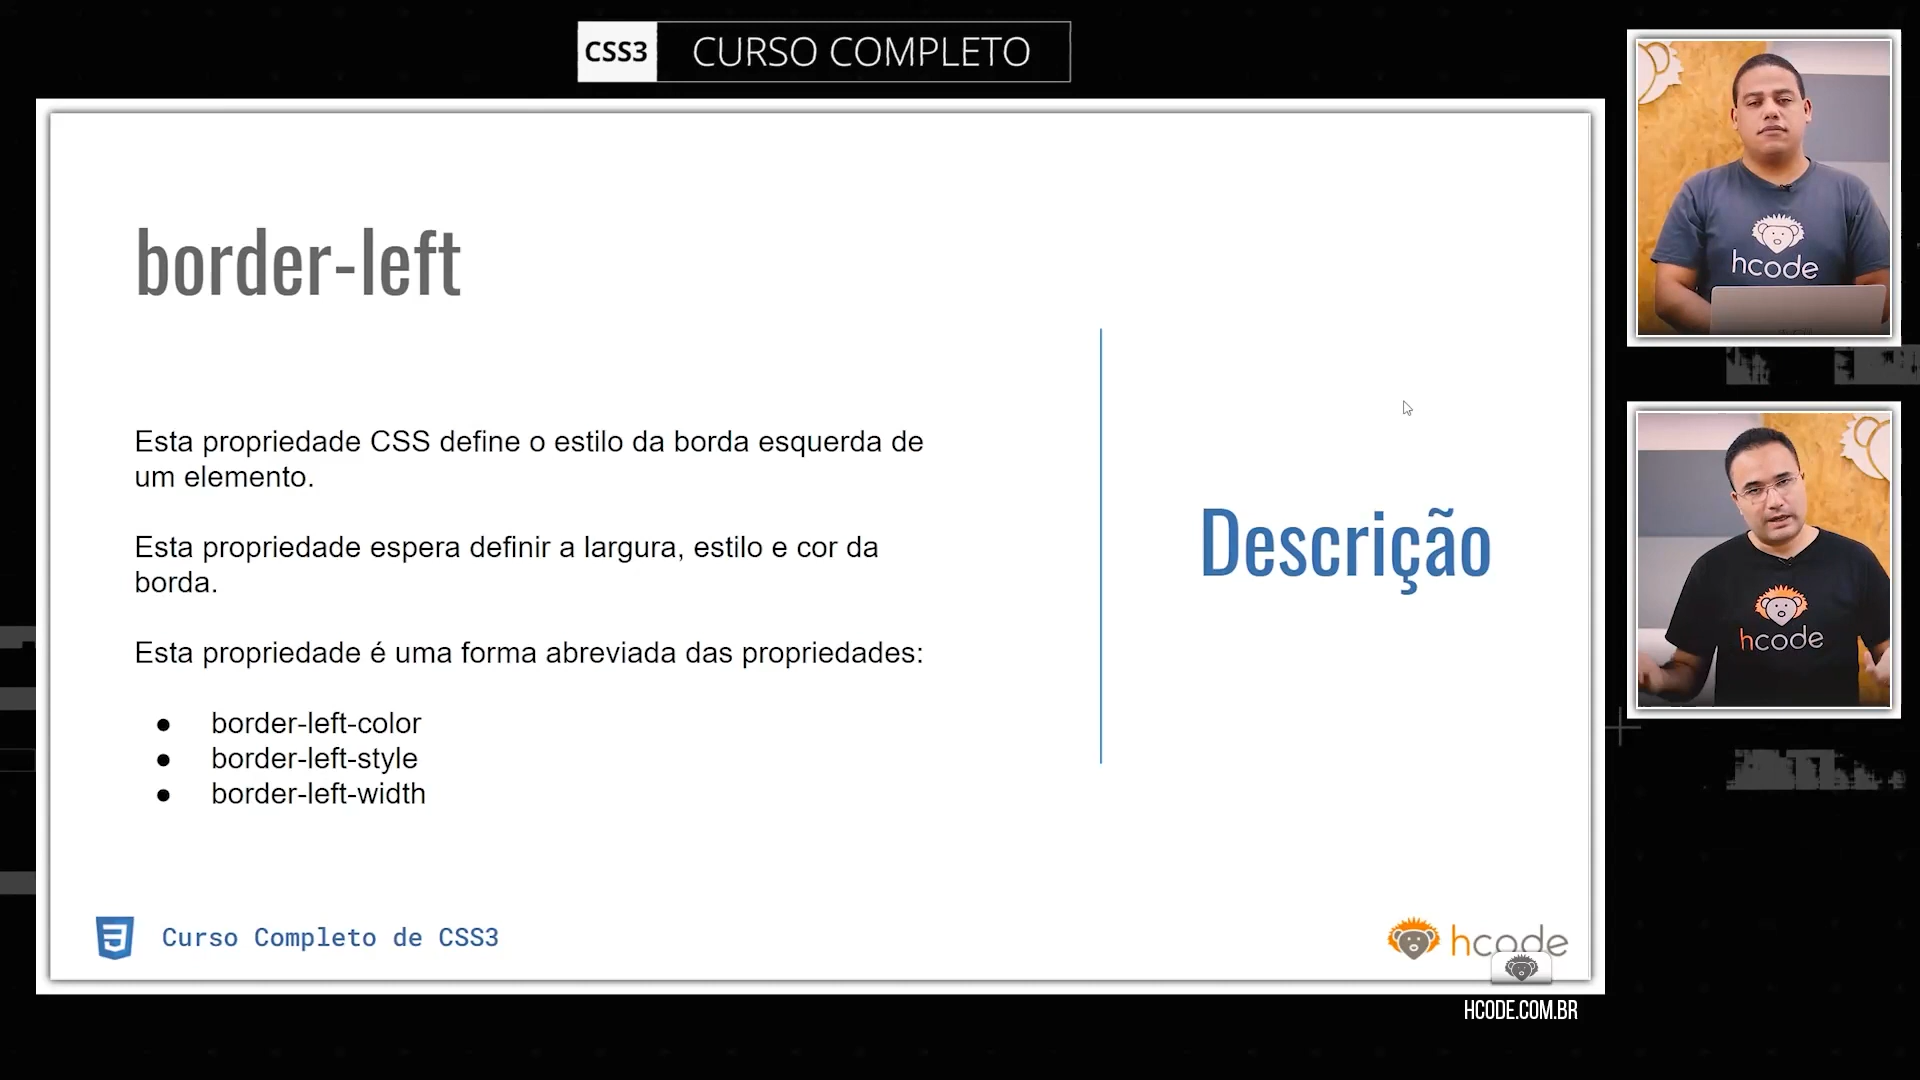 CSS3 CURSO COMPLETO
border-left
Esta propriedade CSS define o estilo da borda esquerda de
um elemento.
Esta propriedade espera definir a largura, estilo e cor da
borda.
Esta propriedade é uma forma abreviada das propriedades:
● border-left-color
● border-left-style
● border-left-width
Descrição
Curso Completo de CSS3
hcode
HCODE.COM.BR
hcode
hcode